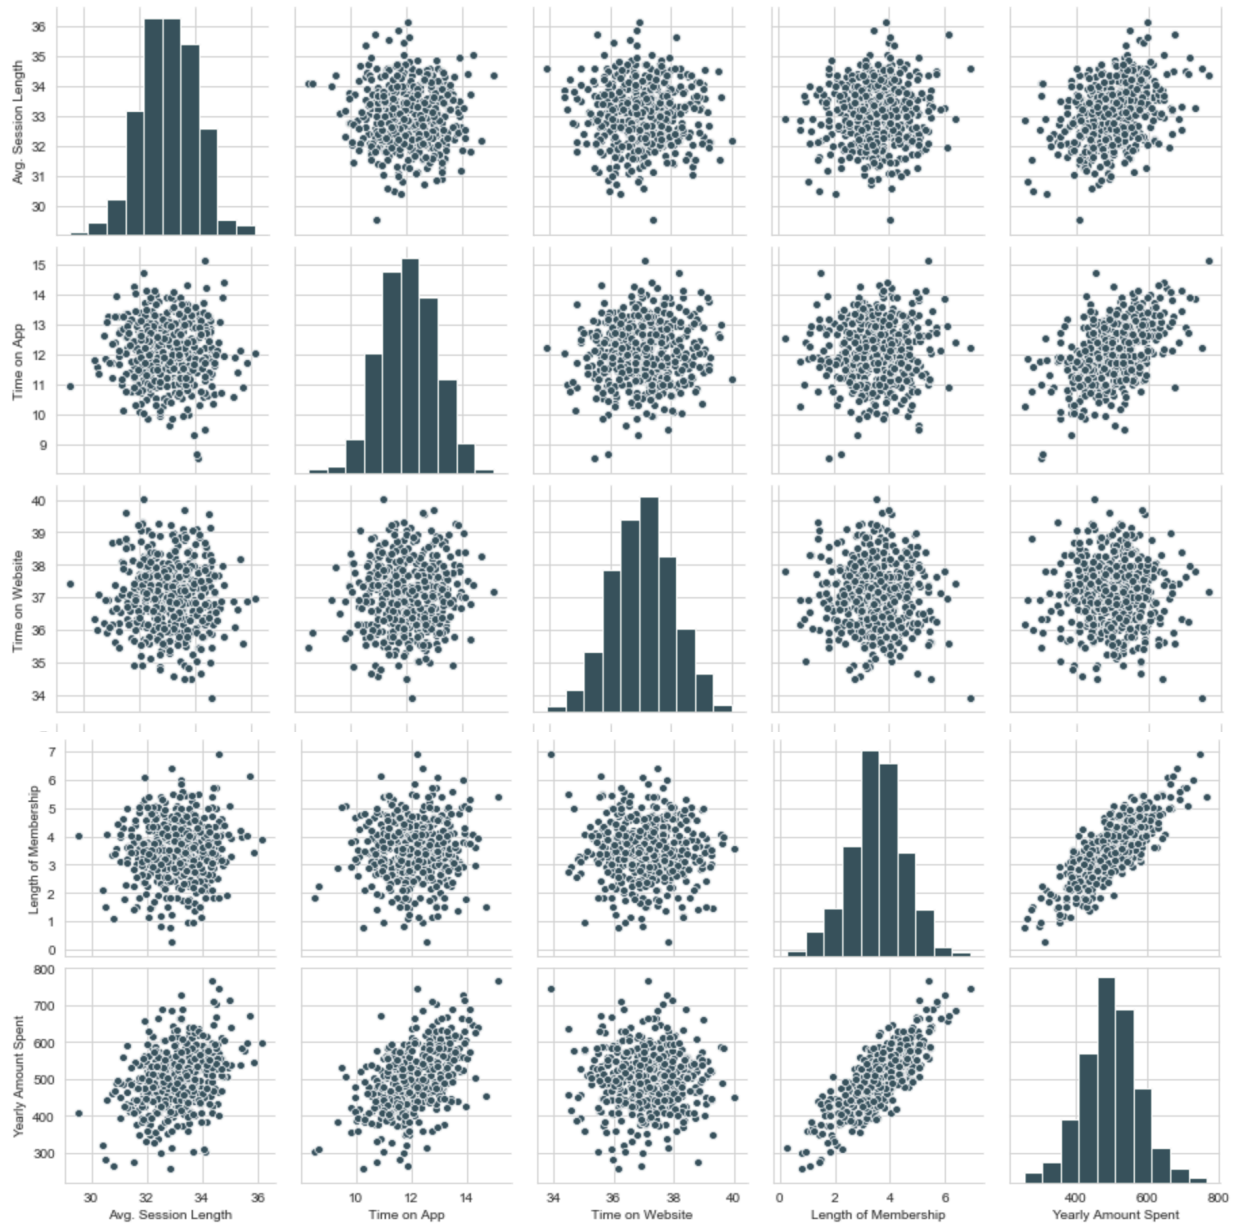 36
35
34
33
32
31
30
Avg. Session Length
15
14
13
12
11
10
9
Time on App
40
39
38
37
36
35
34
Time on Website
7
6
5
4
3
2
1
0
Length of Membership
800
700
600
500
400
300
Yearly Amount Spent
30 32 34 36
10 12 14
34 36 38 40
0 2 4 6
400 600 800
Avg. Session Length
Time on App
Time on Website
Length of Membership
Yearly Amount Spent